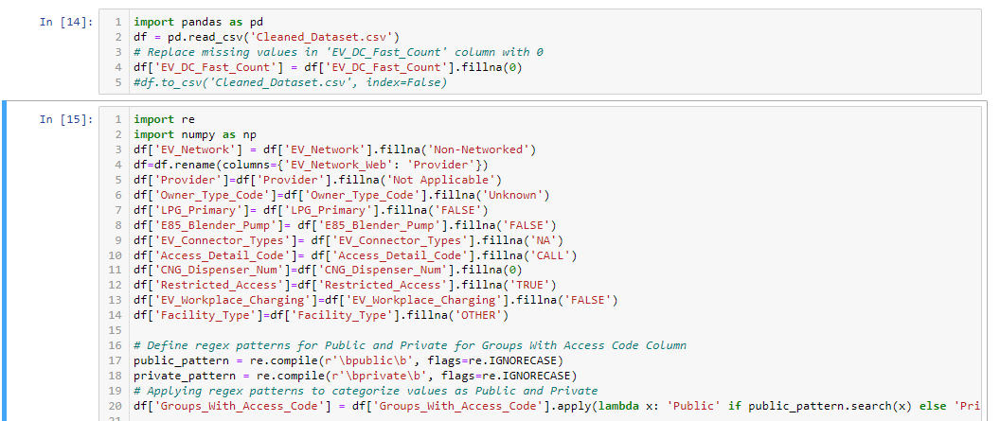 In [14]:
1 import pandas as pd
2 df = pd.read_csv('Cleaned_Dataset.csv')
3 # Replace missing values in 'EV_DC_Fast_Count' column with 0
4 df['EV_DC_Fast_Count'] = df['EV_DC_Fast_Count'].fillna(0)
5 #df.to_csv('Cleaned_Dataset.csv', index=False)
In [15]:
1 import re
2 import numpy as np
3 df['EV_Network'] = df['EV_Network'].fillna('Non-Networked')
4 df=df.rename(columns={'EV_Network_Web': 'Provider'})
5 df['Provider']=df['Provider'].fillna('Not Applicable')
6 df['Owner_Type_Code']=df['Owner_Type_Code'].fillna('Unknown')
7 df['LPG_Primary']= df['LPG_Primary'].fillna('FALSE')
8 df['E85_Blender_Pump']= df['E85_Blender_Pump'].fillna('FALSE')
9 df['EV_Connector_Types']= df['EV_Connector_Types'].fillna('NA')
10 df['Access_Detail_Code']= df['Access_Detail_Code'].fillna('CALL')
11 df['CNG_Dispenser_Num']=df['CNG_Dispenser_Num'].fillna(0)
12 df['Restricted_Access']=df['Restricted_Access'].fillna('TRUE')
13 df['EV_Workplace_Charging']=df['EV_Workplace_Charging'].fillna('FALSE')
14 df['Facility_Type']=df['Facility_Type'].fillna('OTHER')
15
16 # Define regex patterns for Public and Private for Groups With Access Code Column
17 public_pattern = re.compile(r'\bpublic\b', flags=re.IGNORECASE)
18 private_pattern = re.compile(r'\bprivate\b', flags=re.IGNORECASE)
19 # Applying regex patterns to categorize values as Public and Private
20 df['Groups_With_Access_Code'] = df['Groups_With_Access_Code'].apply(lambda x: 'Public' if public_pattern.search(x) else 'Pri